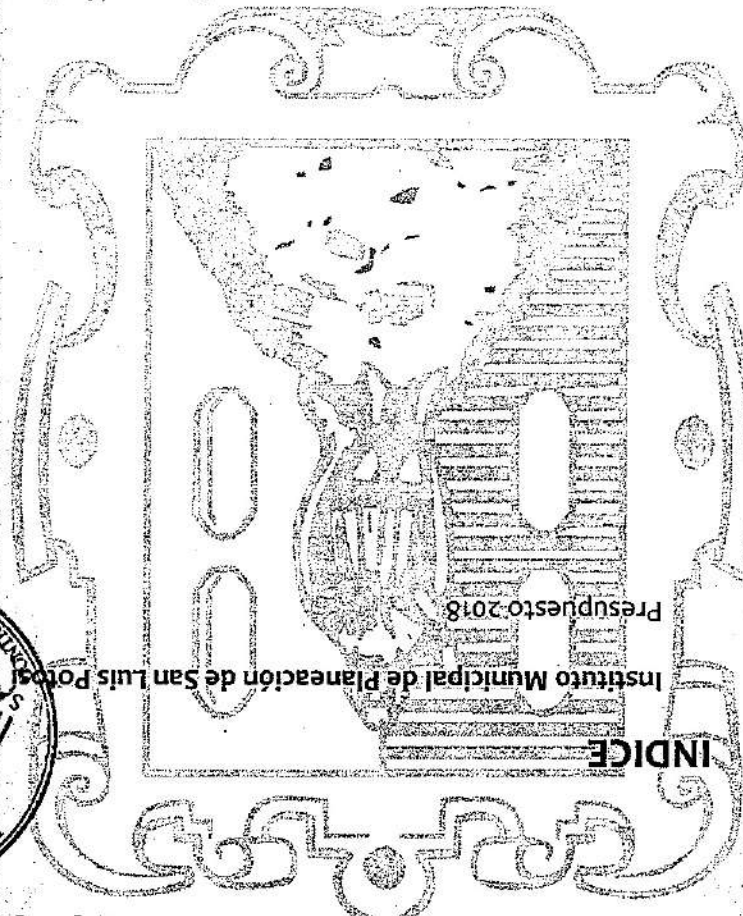 INDICE
Instituto Municipal de Planeación de San Luis Potosí
Presupuesto 2018